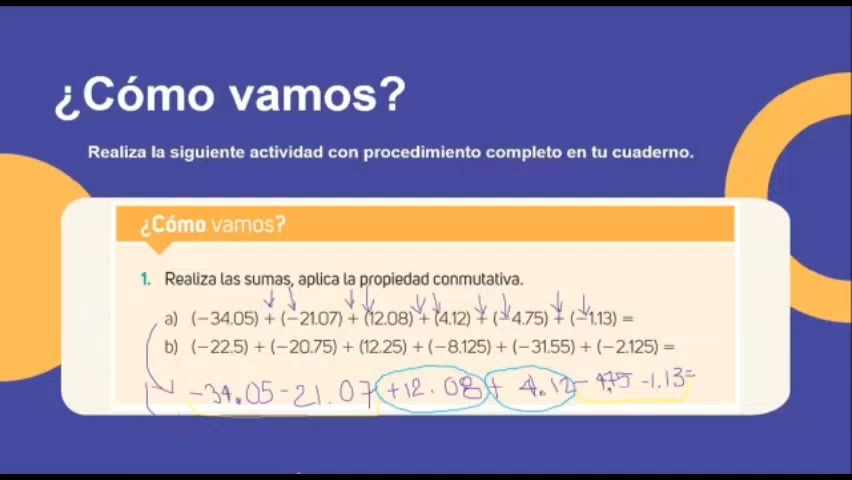 ¿Cómo vamos?
Realiza la siguiente actividad con procedimiento completo en tu cuaderno.
¿Cómo vamos?
1. Realiza las sumas, aplica la propiedad conmutativa.
a) (−34.05) + (−21.07) + (12.08) + (4.12) + (−4.75) + (−1.13) =
b) (−22.5) + (−20.75) + (12.25) + (−8.125) + (−31.55) + (−2.125) =
−34.05 −21.07 +12.08 + 4.12 − 4.75 −1.13=